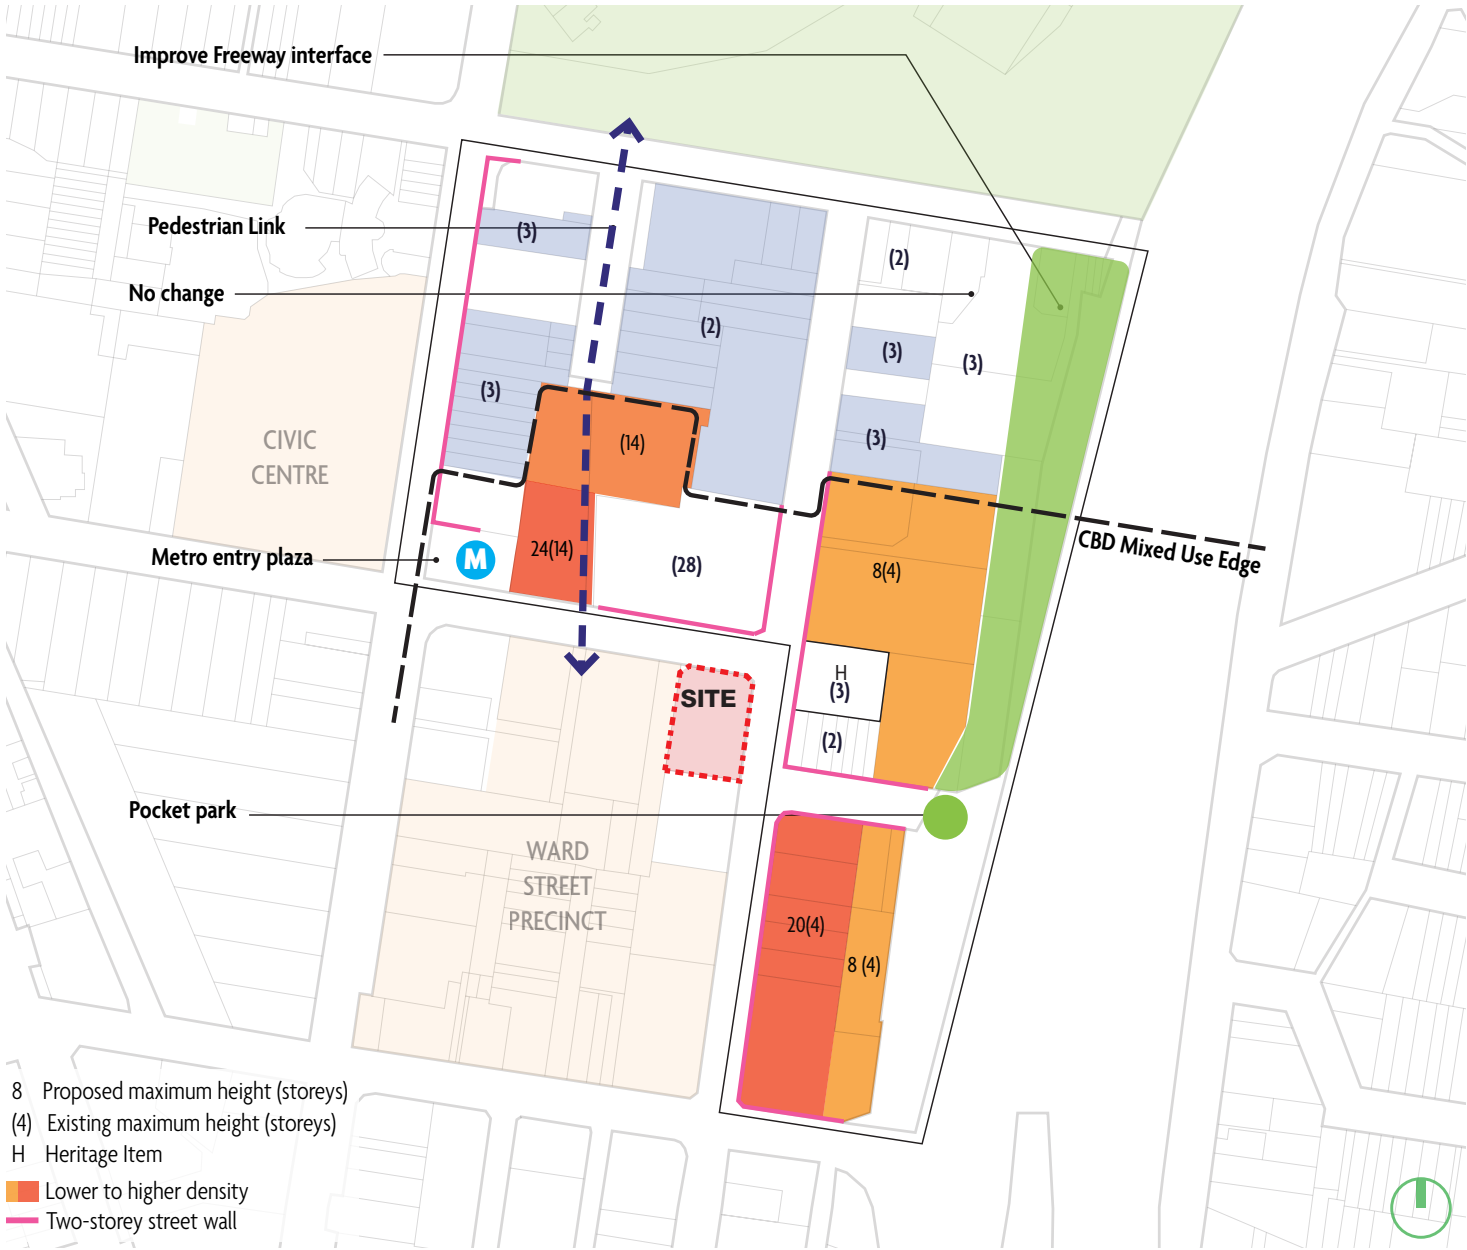 Improve Freeway interface
Pedestrian Link
(3)
(2)
No change
(2)
(3)
(3)
(3)
(3)
CIVIC
CENTRE
(14)
Metro entry plaza
M
24(14)
(28)
8(4)
CBD Mixed Use Edge
H
(3)
SITE
(2)
Pocket park
WARD
STREET
PRECINCT
20(4)
8 (4)
8 Proposed maximum height (storeys)
(4) Existing maximum height (storeys)
H Heritage Item
Lower to higher density
Two-storey street wall